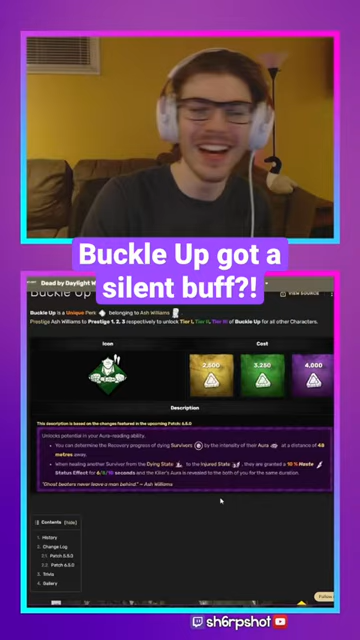 Buckle Up got a
silent buff?!
Dead by Daylight W
Buckle Up
VIEW SOURCE
Buckle Up is a Unique Perk belonging to Ash Williams
Prestige Ash Williams to Prestige 1, 2, 3 respectively to unlock Tier I, Tier II, Tier III of Buckle Up for all other Characters.
Icon
Cost
2,500
3,250
4,000
Description
This description is based on the changes featured in the upcoming Patch 6.5.0
Unlocks potential in your Aura-reading ability.
• You can determine the Recovery progress of dying Survivors by the intensity of their Aura at a distance of 48
metres away.
• When healing another Survivor from the Dying State to the Injured State, they are granted a Haste
Status Effect for seconds and the Killer's Aura is revealed to the both of you for the same duration.
"Ghost beaters never leave a man behind" – Ash Williams
Contents [hide]
1. History
2. Change Log
2.1. Patch 5.5.0
2.2. Patch 6.5.0
3. Trivia
4. Gallery
Follow
sh6rpshot